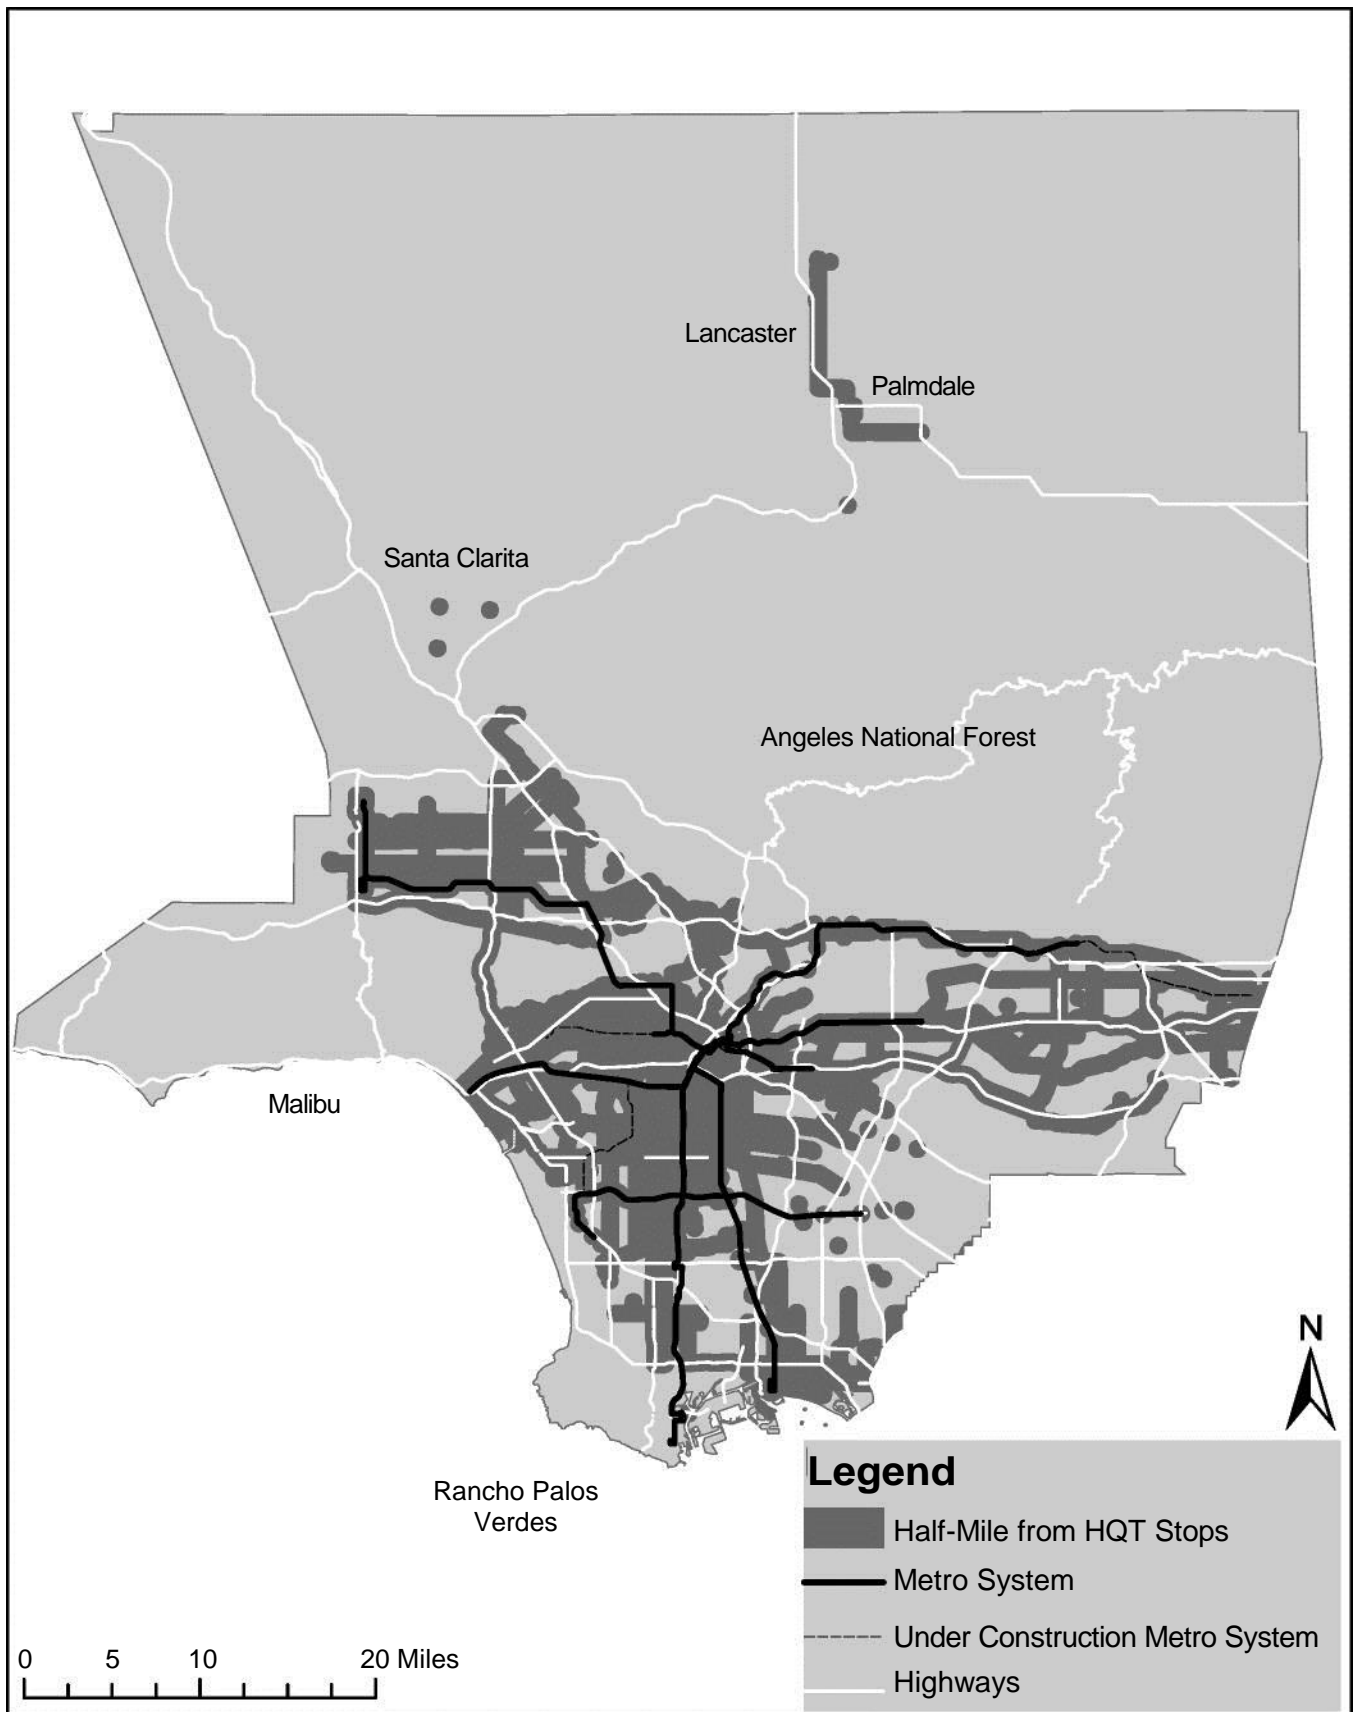 Lancaster
Palmdale
Santa Clarita
Angeles National Forest
Malibu
N
Rancho Palos
Verdes
Legend
Half-Mile from HQT Stops
Metro System
Under Construction Metro System
Highways
0 5 10 20 Miles